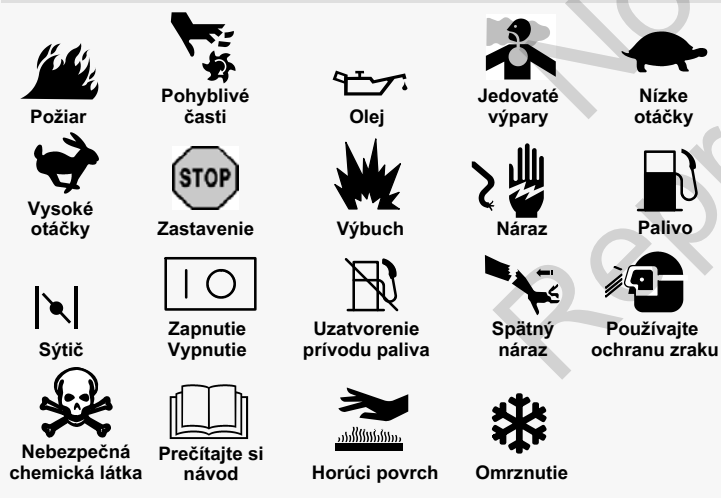 Požiar
Pohyblivé
časti
Olej
Jedovaté
výpary
Nízke
otáčky
Vysoké
otáčky
STOP
Zastavenie
Výbuch
Náraz
Palivo
Sýtič
Zapnutie
Vypnutie
Uzatvorenie
prívodu paliva
Spätný
náraz
Používajte
ochranu zraku
Nebezpečná
chemická látka
Prečítajte si
návod
Horúci povrch
Omrznutie